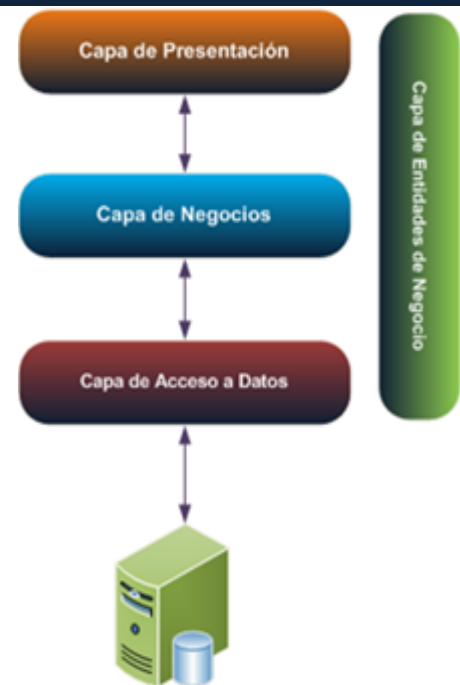 Capa de Presentación
Capa de Negocios
Capa de Acceso a Datos
Capa de Entidades de Negocio